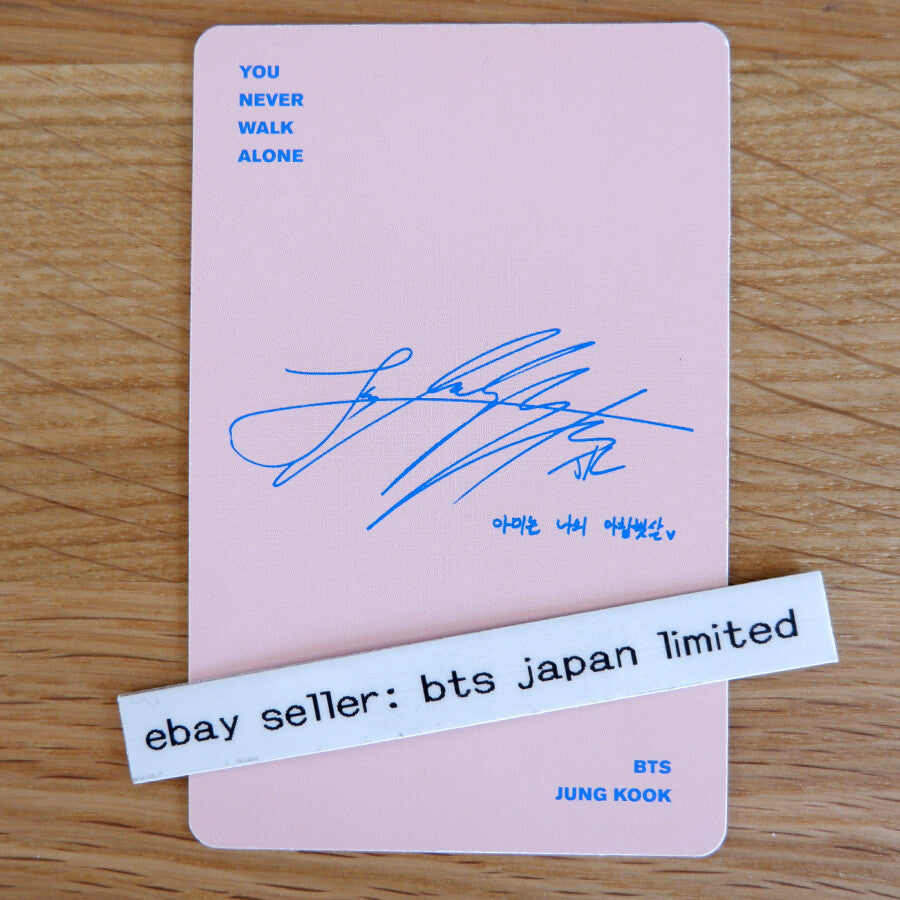 YOU
NEVER
WALK
ALONE
JK
아미는 나의 아침햇살♥
ebay seller: bts japan limited
BTS
JUNG KOOK